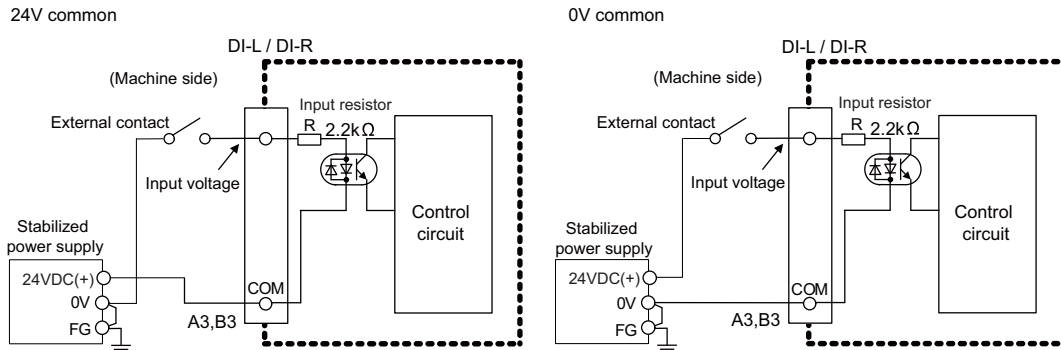 24V common
DI-L / DI-R
(Machine side)
Input resistor
External contact
R 2.2kΩ
Input voltage
Control
circuit
Stabilized
power supply
24VDC(+)
0V
FG
COM
A3,B3
0V common
DI-L / DI-R
(Machine side)
Input resistor
External contact
R 2.2kΩ
Input voltage
Control
circuit
Stabilized
power supply
24VDC(+)
0V
FG
COM
A3,B3